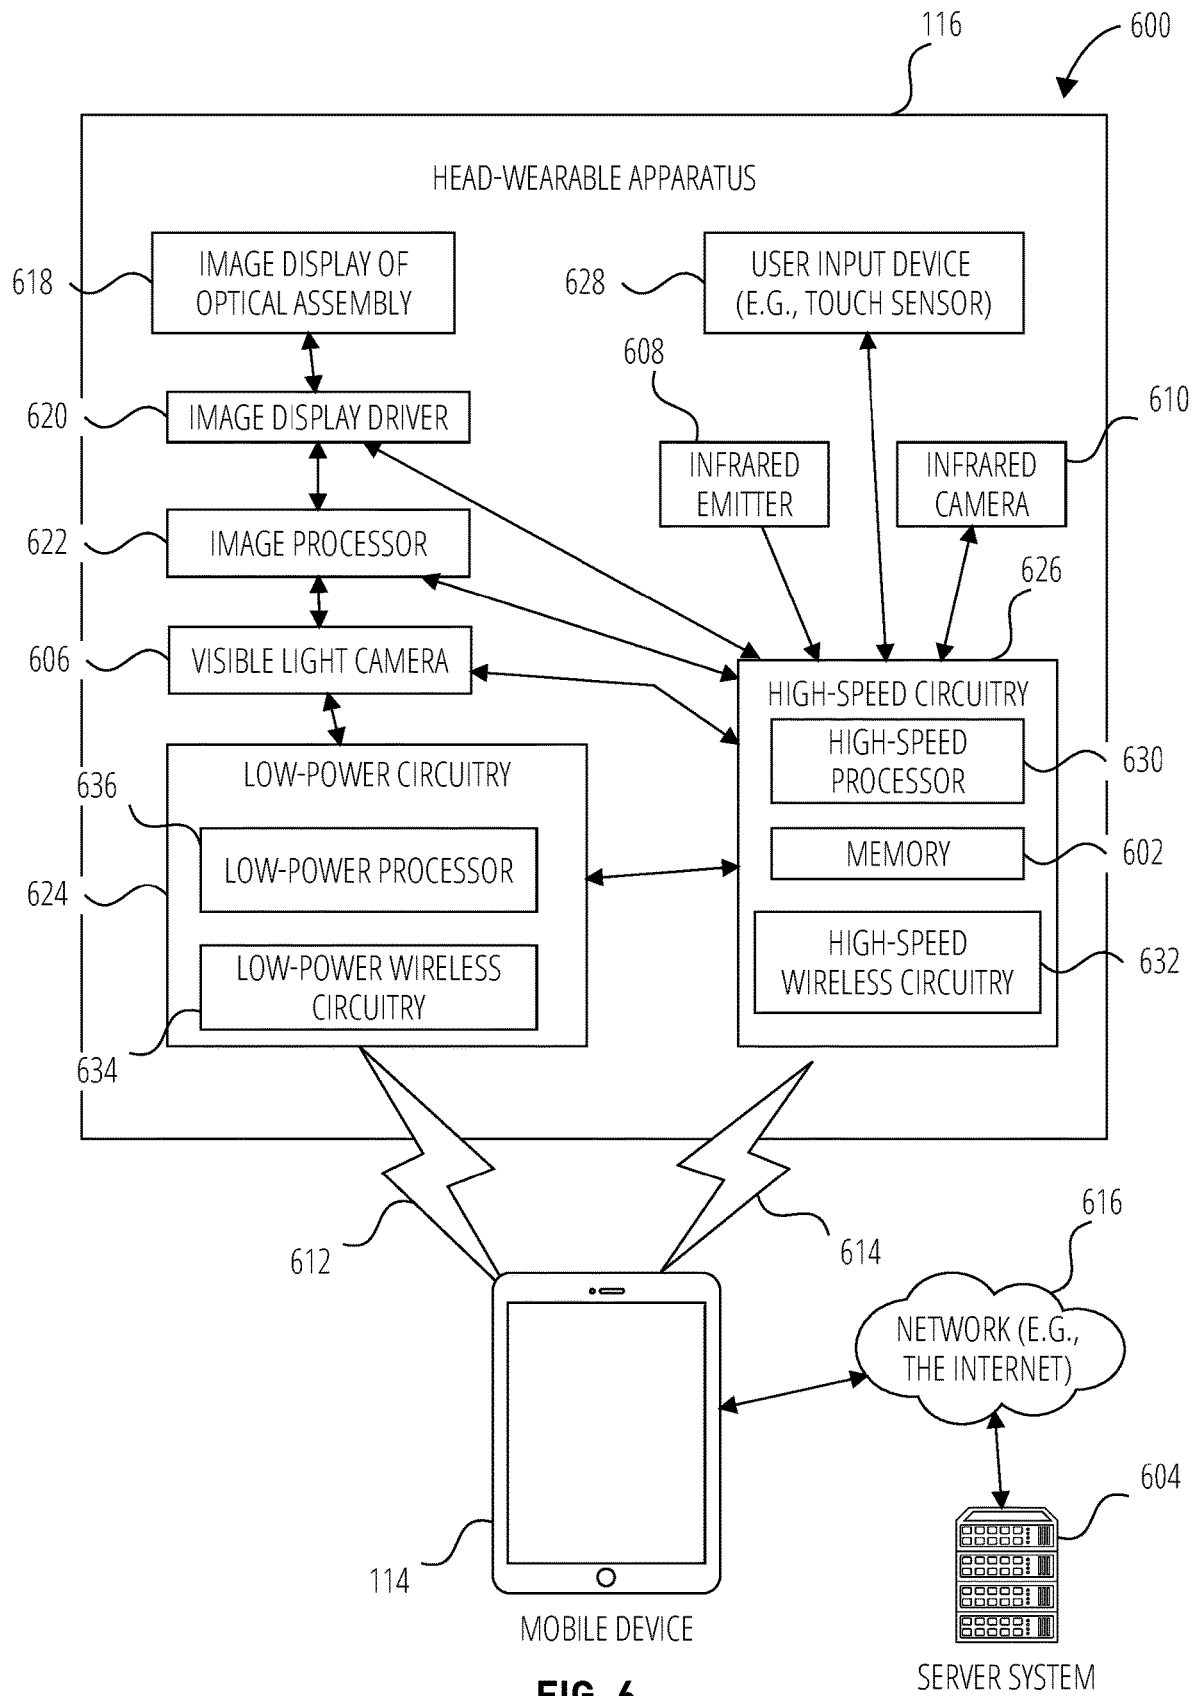 116
600
HEAD-WEARABLE APPARATUS
618
IMAGE DISPLAY OF
OPTICAL ASSEMBLY
628
USER INPUT DEVICE
(E.G., TOUCH SENSOR)
608
620
IMAGE DISPLAY DRIVER
610
INFRARED
EMITTER
INFRARED
CAMERA
622
IMAGE PROCESSOR
626
606
VISIBLE LIGHT CAMERA
HIGH-SPEED CIRCUITRY
HIGH-SPEED
PROCESSOR
630
LOW-POWER CIRCUITRY
636
LOW-POWER PROCESSOR
MEMORY
602
624
LOW-POWER WIRELESS
CIRCUITRY
HIGH-SPEED
WIRELESS CIRCUITRY
632
634
612
614
616
NETWORK (E.G.,
THE INTERNET)
604
114
MOBILE DEVICE
SERVER SYSTEM
FIG. 6